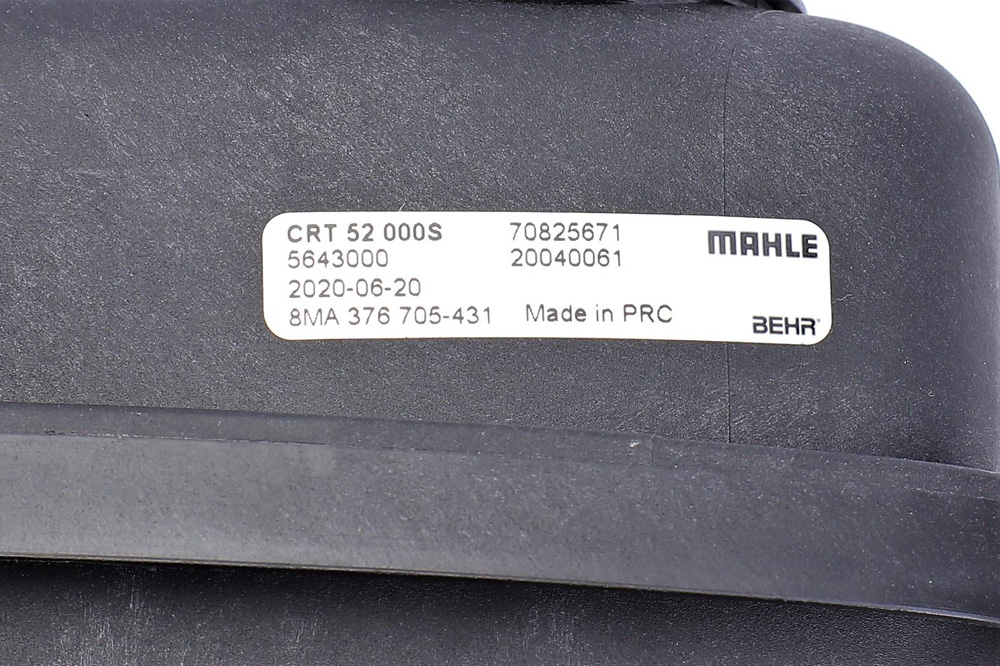 CRT 52 000S 70825671 MAHLE
5643000 20040061
2020-06-20
8MA 376 705-431 Made in PRC BEHR®